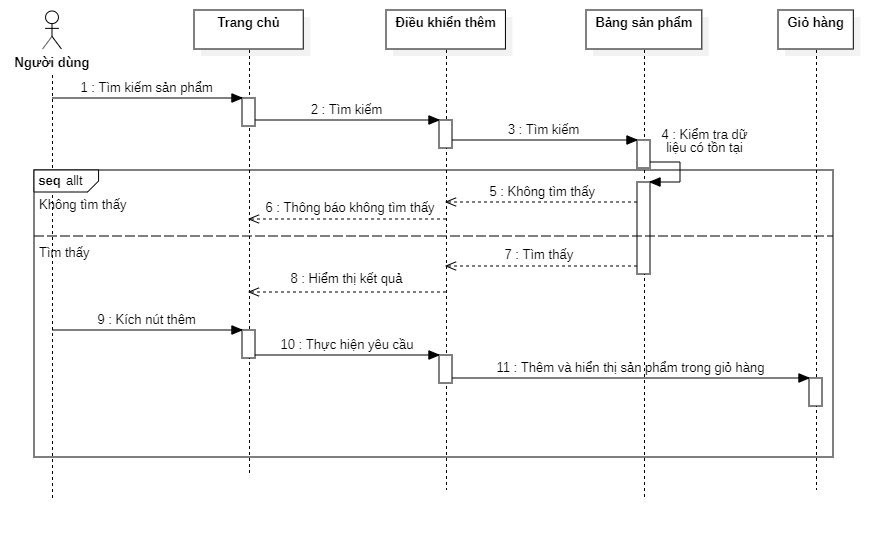 Trang chủ
Điều khiển thêm
Bảng sản phẩm
Giỏ hàng
Người dùng
1 : Tìm kiếm sản phẩm
2 : Tìm kiếm
3 : Tìm kiếm
4 : Kiểm tra dữ
liệu có tồn tại
seq allt
Không tìm thấy
5 : Không tìm thấy
6 : Thông báo không tìm thấy
Tìm thấy
7 : Tìm thấy
8 : Hiểm thị kết quả
9 : Kích nút thêm
10 : Thực hiện yêu cầu
11 : Thêm và hiển thị sản phẩm trong giỏ hàng